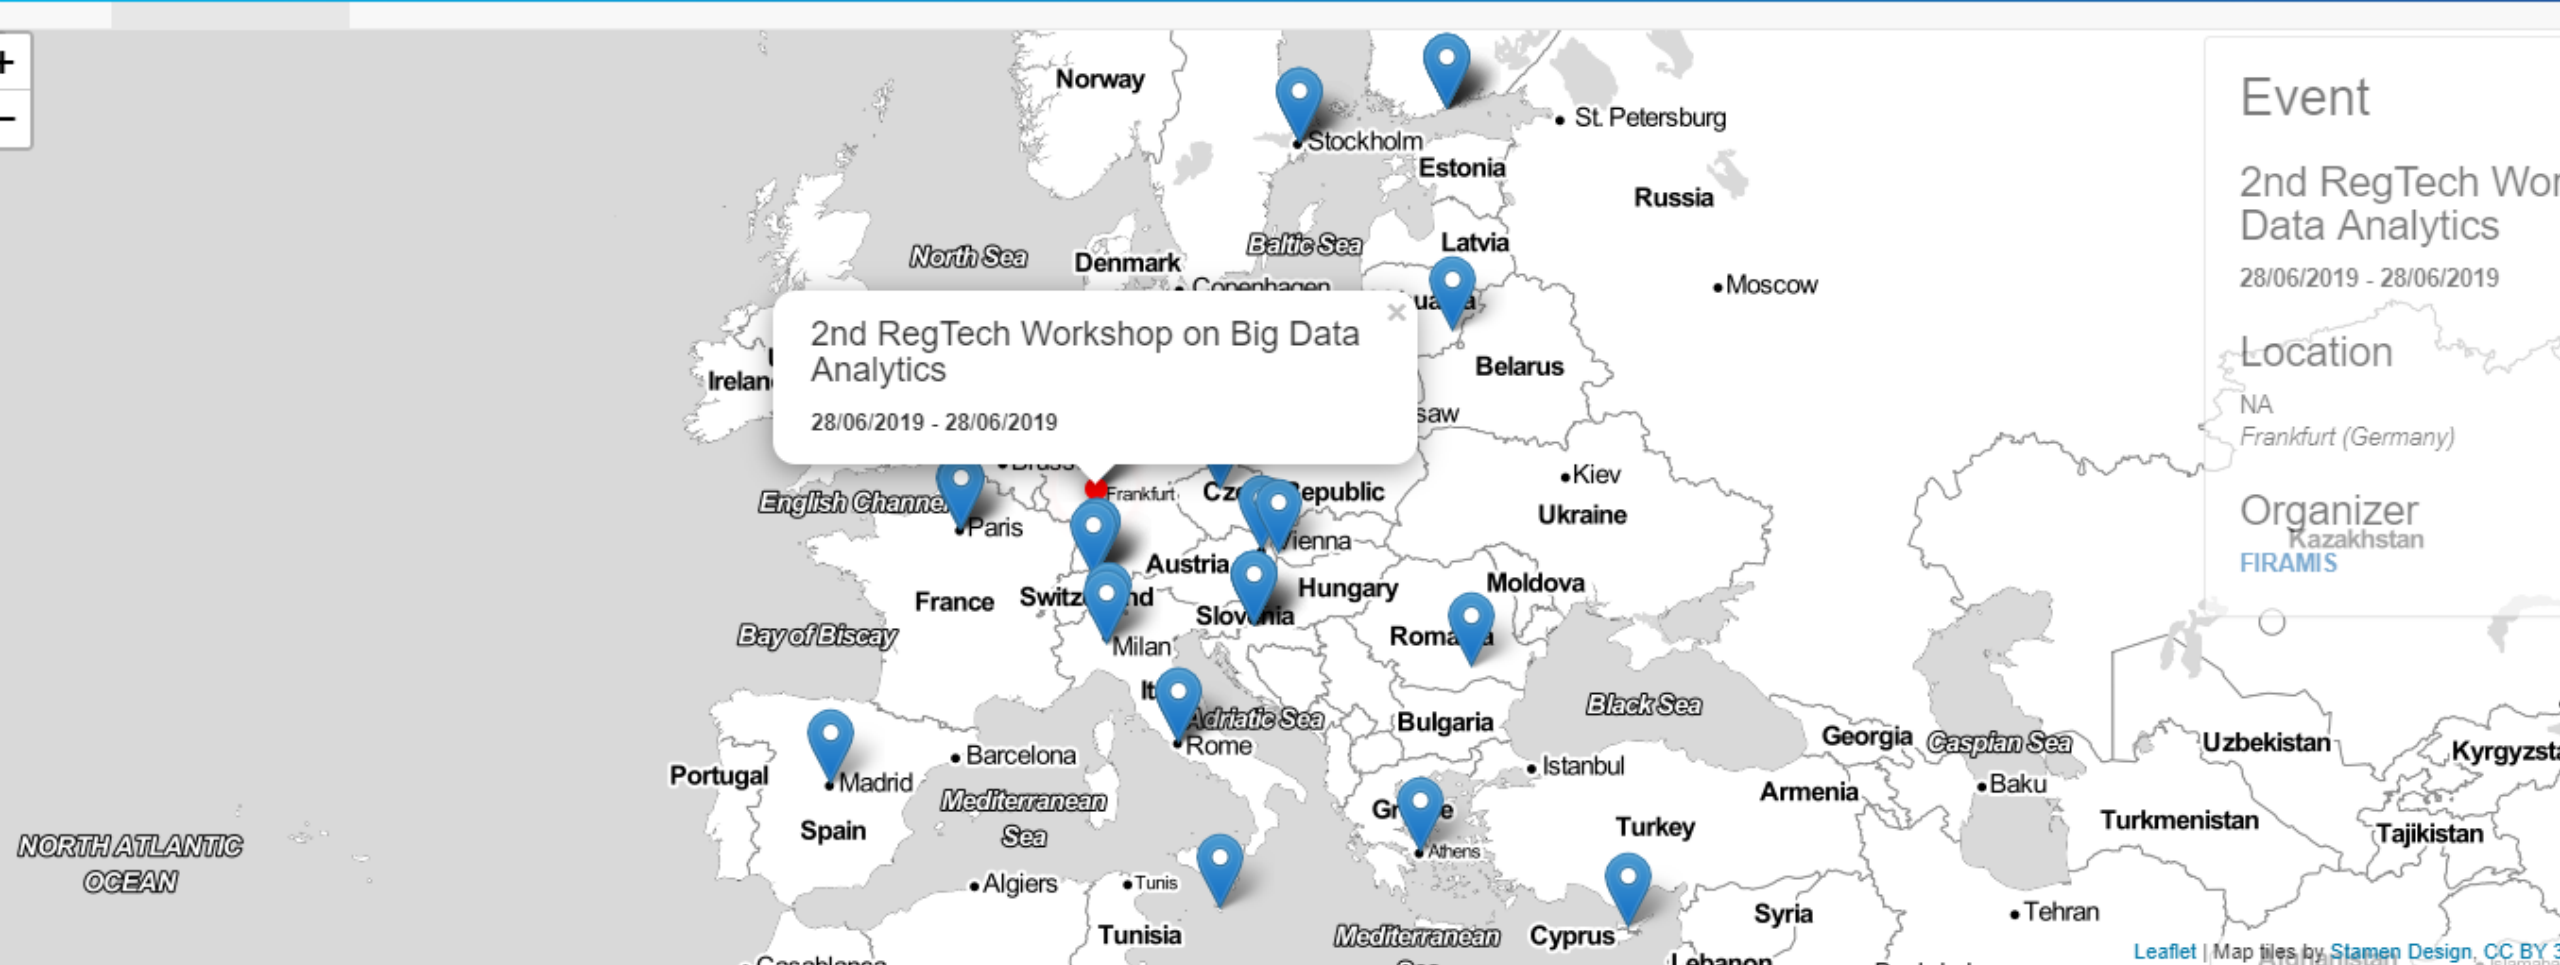 +
−
Norway
Stockholm
St. Petersburg
Estonia
Russia
North Sea
Baltic Sea
Latvia
Denmark
Copenhagen
Moscow
2nd RegTech Workshop on Big Data
Analytics
28/06/2019 - 28/06/2019
×
Belarus
Frankfurt
Kiev
English Channel
Republic
Ukraine
Paris
Vienna
Austria
Moldova
France
Hungary
Bay of Biscay
Milan
Black Sea
Adriatic Sea
Bulgaria
Rome
Barcelona
Istanbul
Georgia
Caspian Sea
Uzbekistan
Portugal
Madrid
Armenia
Baku
Mediterranean
Sea
Spain
Turkey
Turkmenistan
Tajikistan
NORTH ATLANTIC
OCEAN
Athens
Algiers
Tunis
Syria
Tehran
Tunisia
Mediterranean
Cyprus
Event
2nd RegTech Wor
Data Analytics
28/06/2019 - 28/06/2019
Location
NA
Frankfurt (Germany)
Organizer
Kazakhstan
FIRAMIS
Leaflet | Map tiles by Stamen Design, CC BY 3